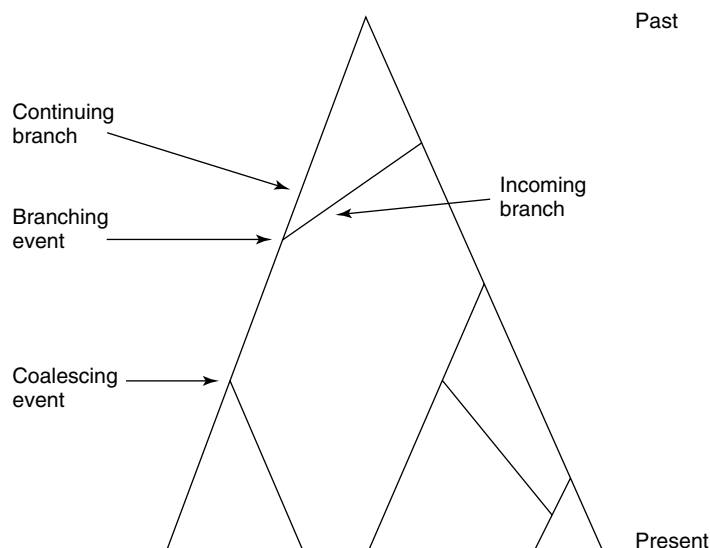 Past
Continuing
branch
Incoming
branch
Branching
event
Coalescing
event
Present